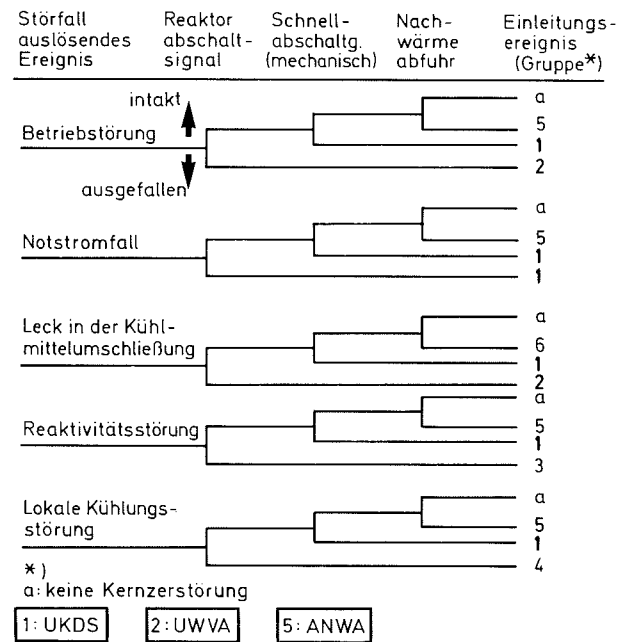 Störfall auslösendes Ereignis
Reaktor abschalt- signal
Schnell- abschaltg. (mechanisch)
Nach- wärme abfuhr
Einleitungs- ereignis (Gruppe*)
intakt
a
5
Betriebstörung
1
2
ausgefallen
a
Notstromfall
5
1
1
a
Leck in der Kühl-
mittelumschließung
6
1
2
a
Reaktivitätsstörung
5
1
3
a
Lokale Kühlungs-
störung
5
1
4
*)
a: keine Kernzerstörung
1: UKDS
2: UWVA
5: ANWA